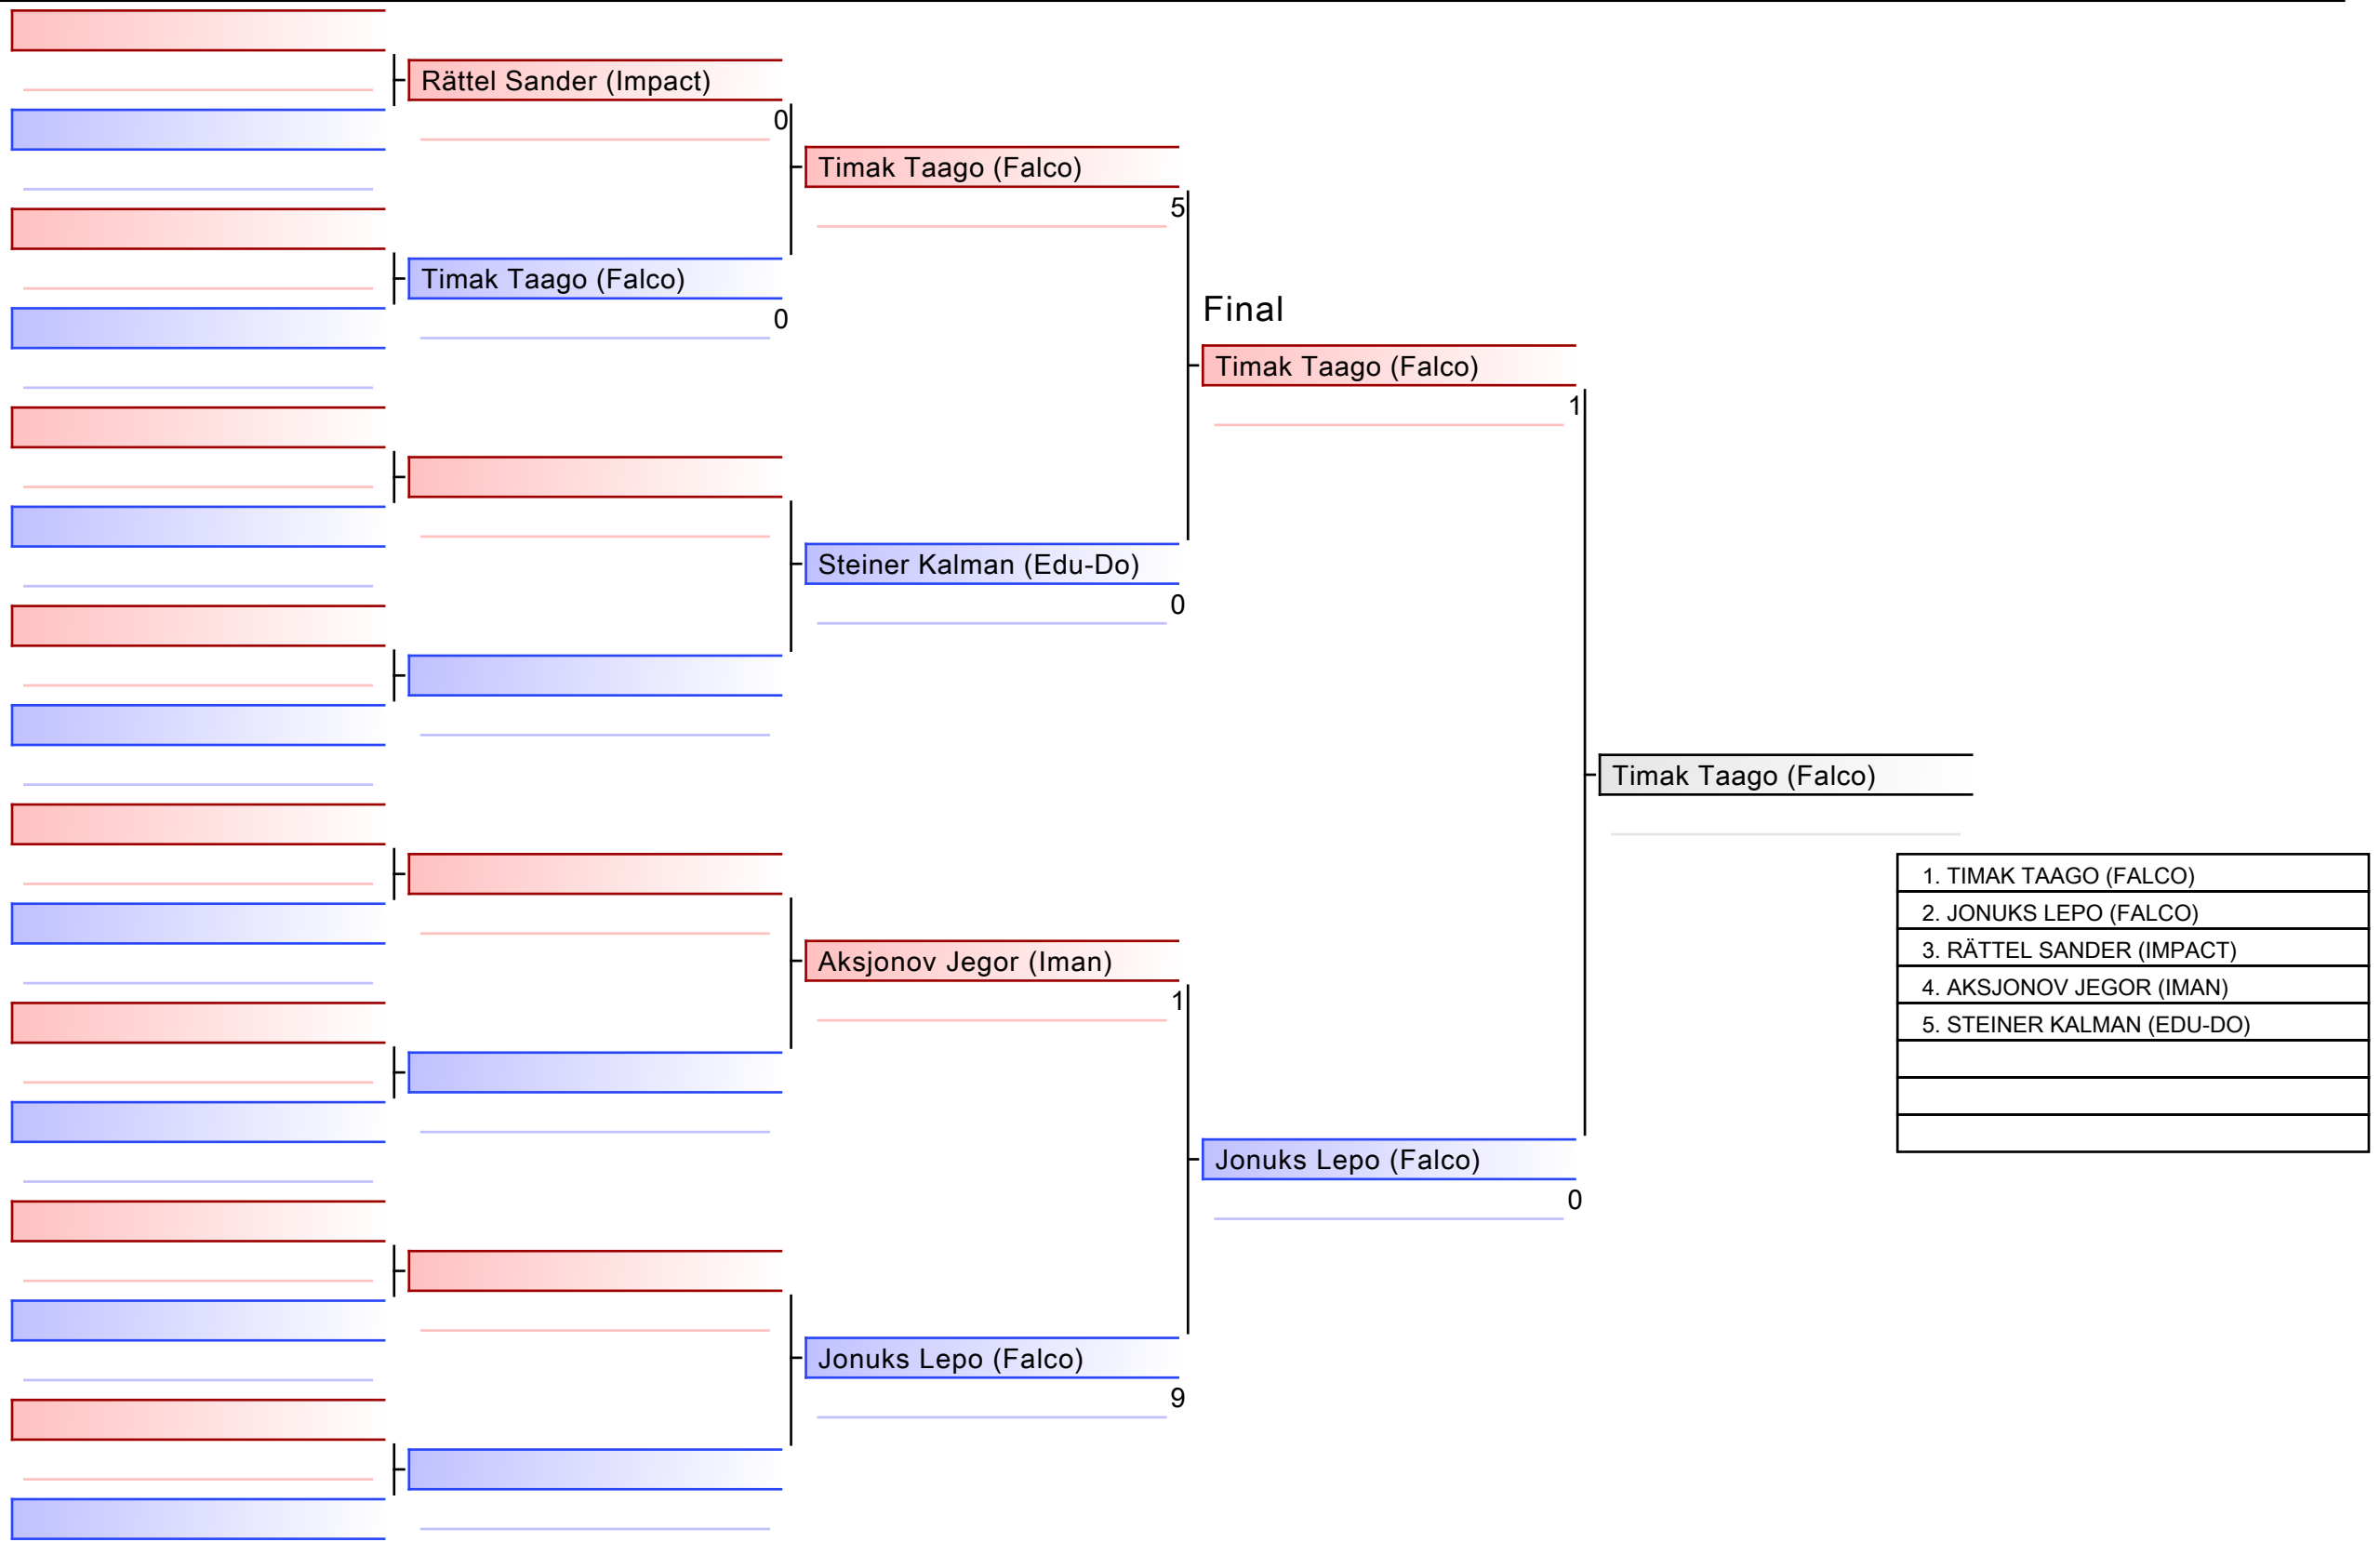 Rättel Sander (Impact)
0
Timak Taago (Falco)
0
Timak Taago (Falco)
5
Steiner Kalman (Edu-Do)
0
Aksjonov Jegor (Iman)
1
Jonuks Lepo (Falco)
9
Final
Timak Taago (Falco)
1
Jonuks Lepo (Falco)
0
Timak Taago (Falco)
1. TIMAK TAAGO (FALCO)
2. JONUKS LEPO (FALCO)
3. RÄTTEL SANDER (IMPACT)
4. AKSJONOV JEGOR (IMAN)
5. STEINER KALMAN (EDU-DO)